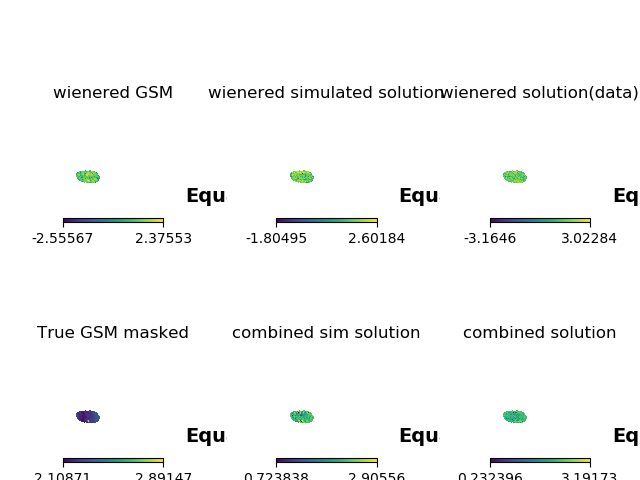 wienered GSM
wienered simulated solution
wienered solution(data)
Equ
Equ
Eq
-2.55567 2.37553
-1.80495 2.60184
-3.1646 3.02284
True GSM masked
combined sim solution
combined solution
Equ
Equ
Eq
2.10871 2.89147
0.723838 2.90556
0.232396 3.19173